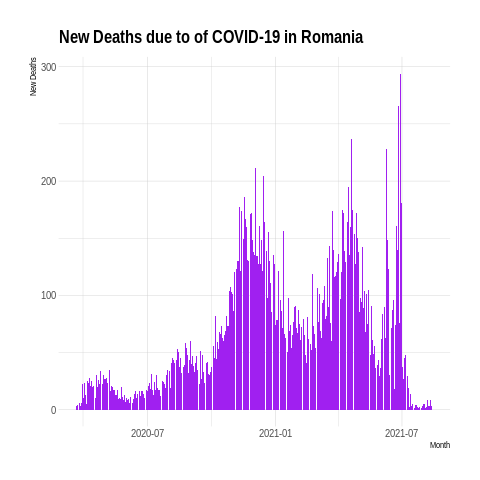 New Deaths due to of COVID-19 in Romania
New Deaths
300
200
100
0
2020-07
2021-01
2021-07
Month